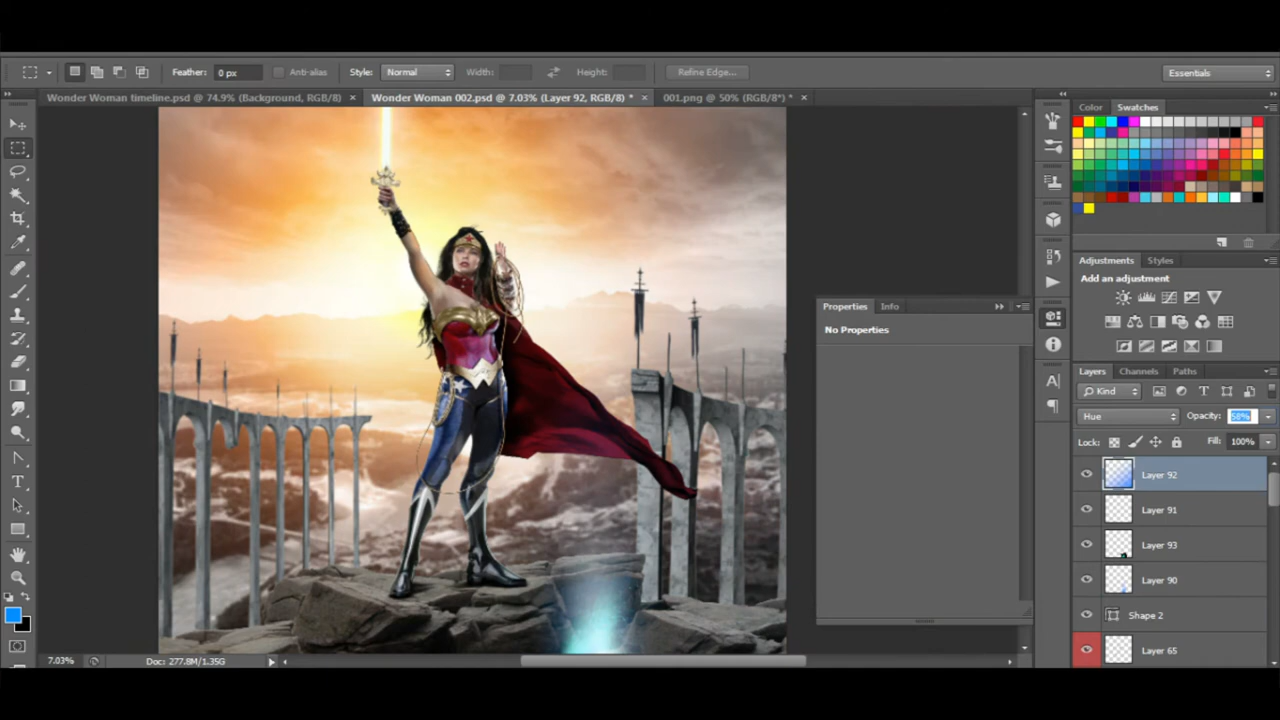 Feather: 0 px Anti-alias Style: Normal Width: Height: Refine Edge... Essentials
Wonder Woman timeline.psd @ 74.9% (Background, RGB/8) × Wonder Woman 002.psd @ 7.03% (Layer 92, RGB/8) * × 001.png @ 50% (RGB/8*) * ×
Color Swatches
Adjustments Styles
Add an adjustment
Properties Info
No Properties
Layers Channels Paths
Kind
Hue Opacity: 58%
Lock: Fill: 100%
Layer 92
Layer 91
Layer 93
Layer 90
Shape 2
Layer 65
7.03% Doc: 277.8M/1.35G